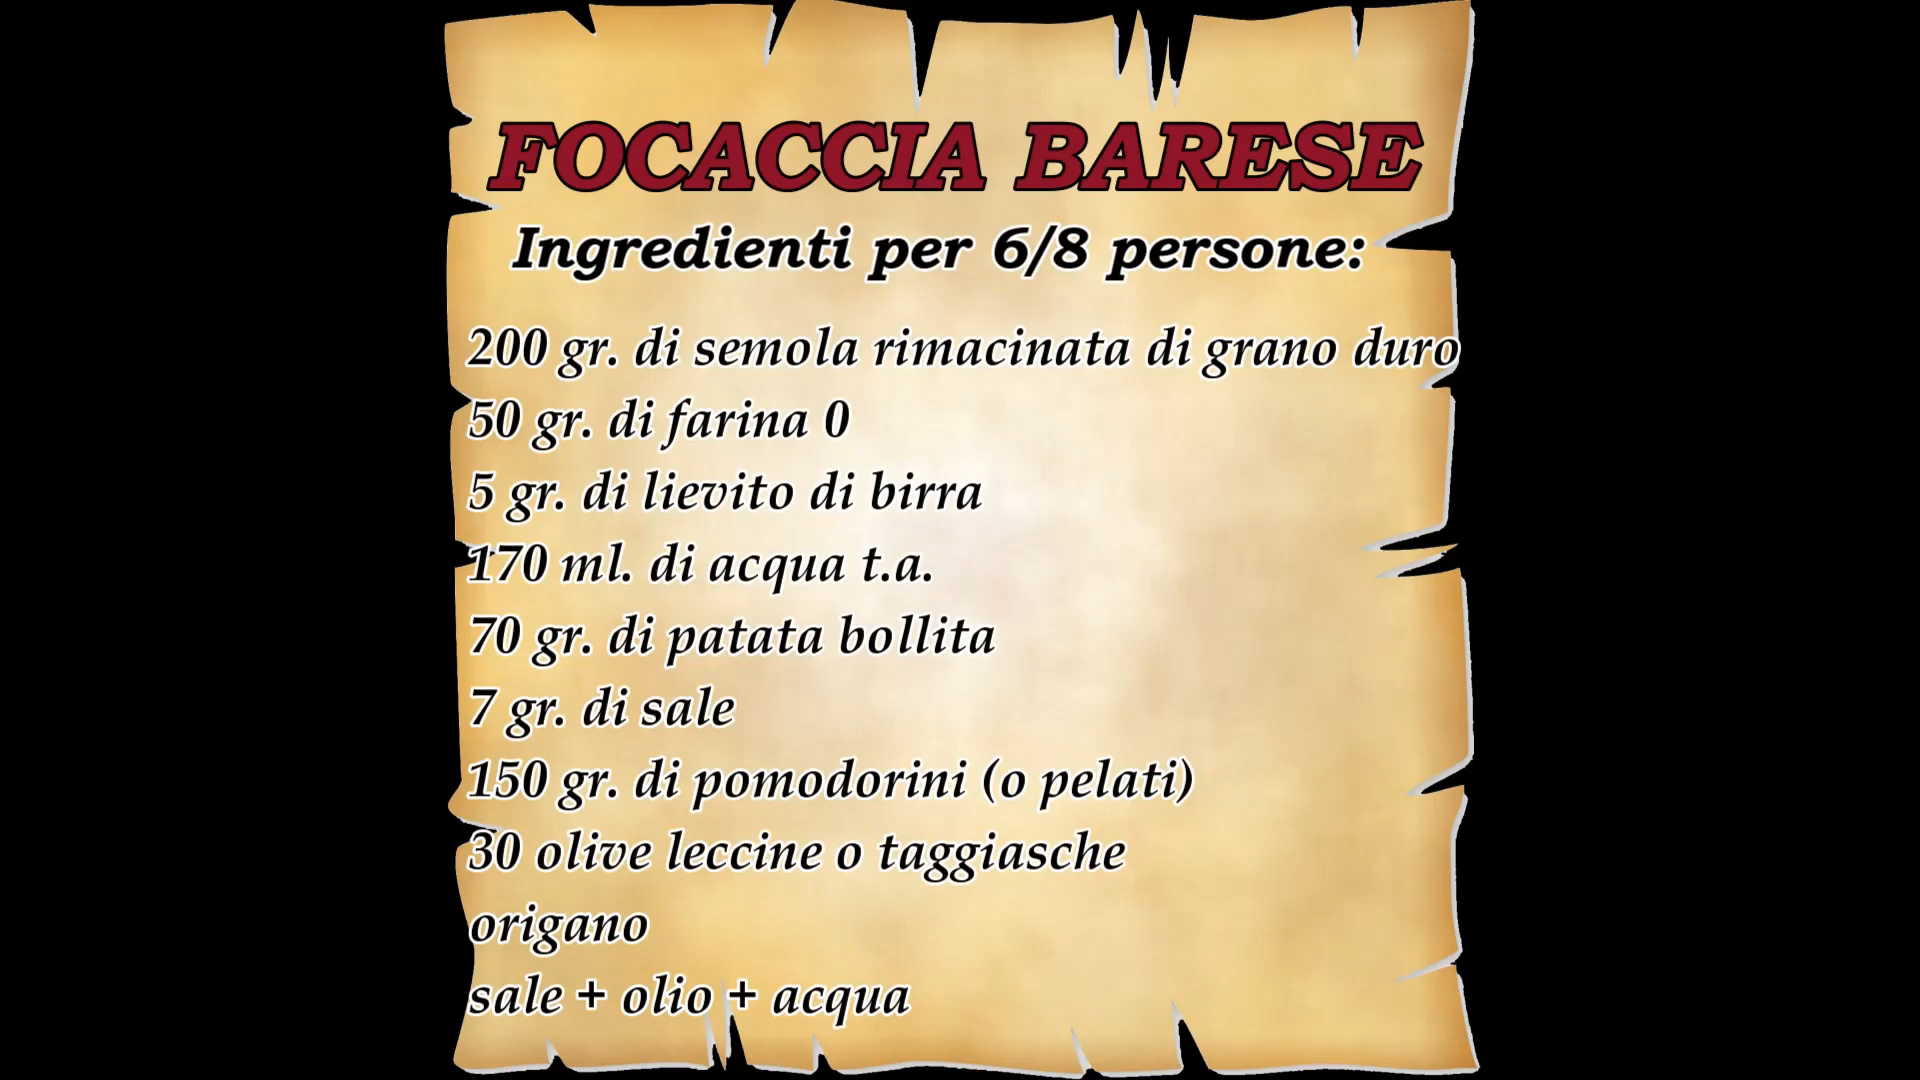 FOCACCIA BARESE
Ingredienti per 6/8 persone:
200 gr. di semola rimacinata di grano duro
50 gr. di farina 0
5 gr. di lievito di birra
170 ml. di acqua t.a.
70 gr. di patata bollita
7 gr. di sale
150 gr. di pomodorini (o pelati)
30 olive leccine o taggiasche
origano
sale + olio + acqua